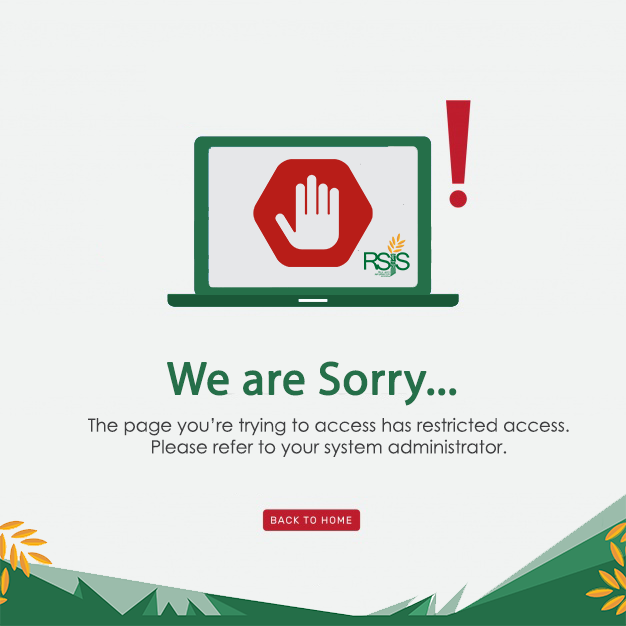 RSIS
We are Sorry...
The page you’re trying to access has restricted access.
Please refer to your system administrator.
BACK TO HOME